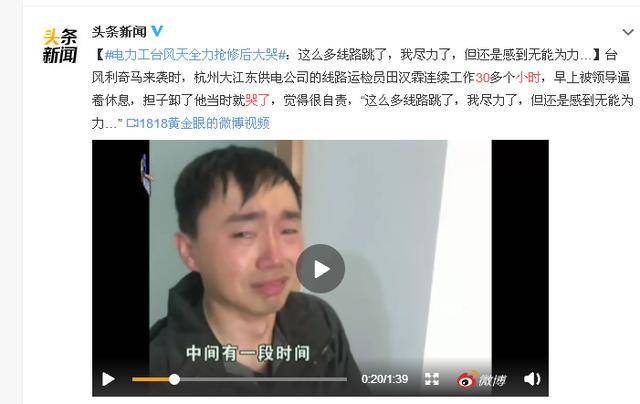 头条
新闻
头条新闻
#电力工台风天全力抢修后大哭#：这么多线路跳了，我尽力了，但还是感到无能为力…】台
风利奇马来袭时，杭州大江东供电公司的线路运检员田汉霖连续工作30多个小时，早上被领导逼
着休息，担子卸了他当时就哭了，觉得很自责，“这么多线路跳了，我尽力了，但还是感到无能为
力…” 1818黄金眼的微博视频
中间有一段时间
0:20/1:39
微博